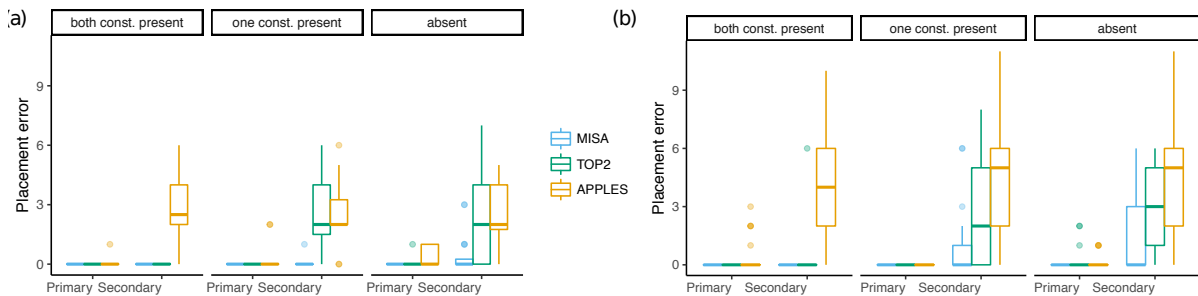 (a)
both const. present
one const. present
absent
Placement error
9
6
3
0
Primary Secondary
Primary Secondary
Primary Secondary
MISA
TOP2
APPLES
(b)
both const. present
one const. present
absent
Placement error
9
6
3
0
Primary Secondary
Primary Secondary
Primary Secondary